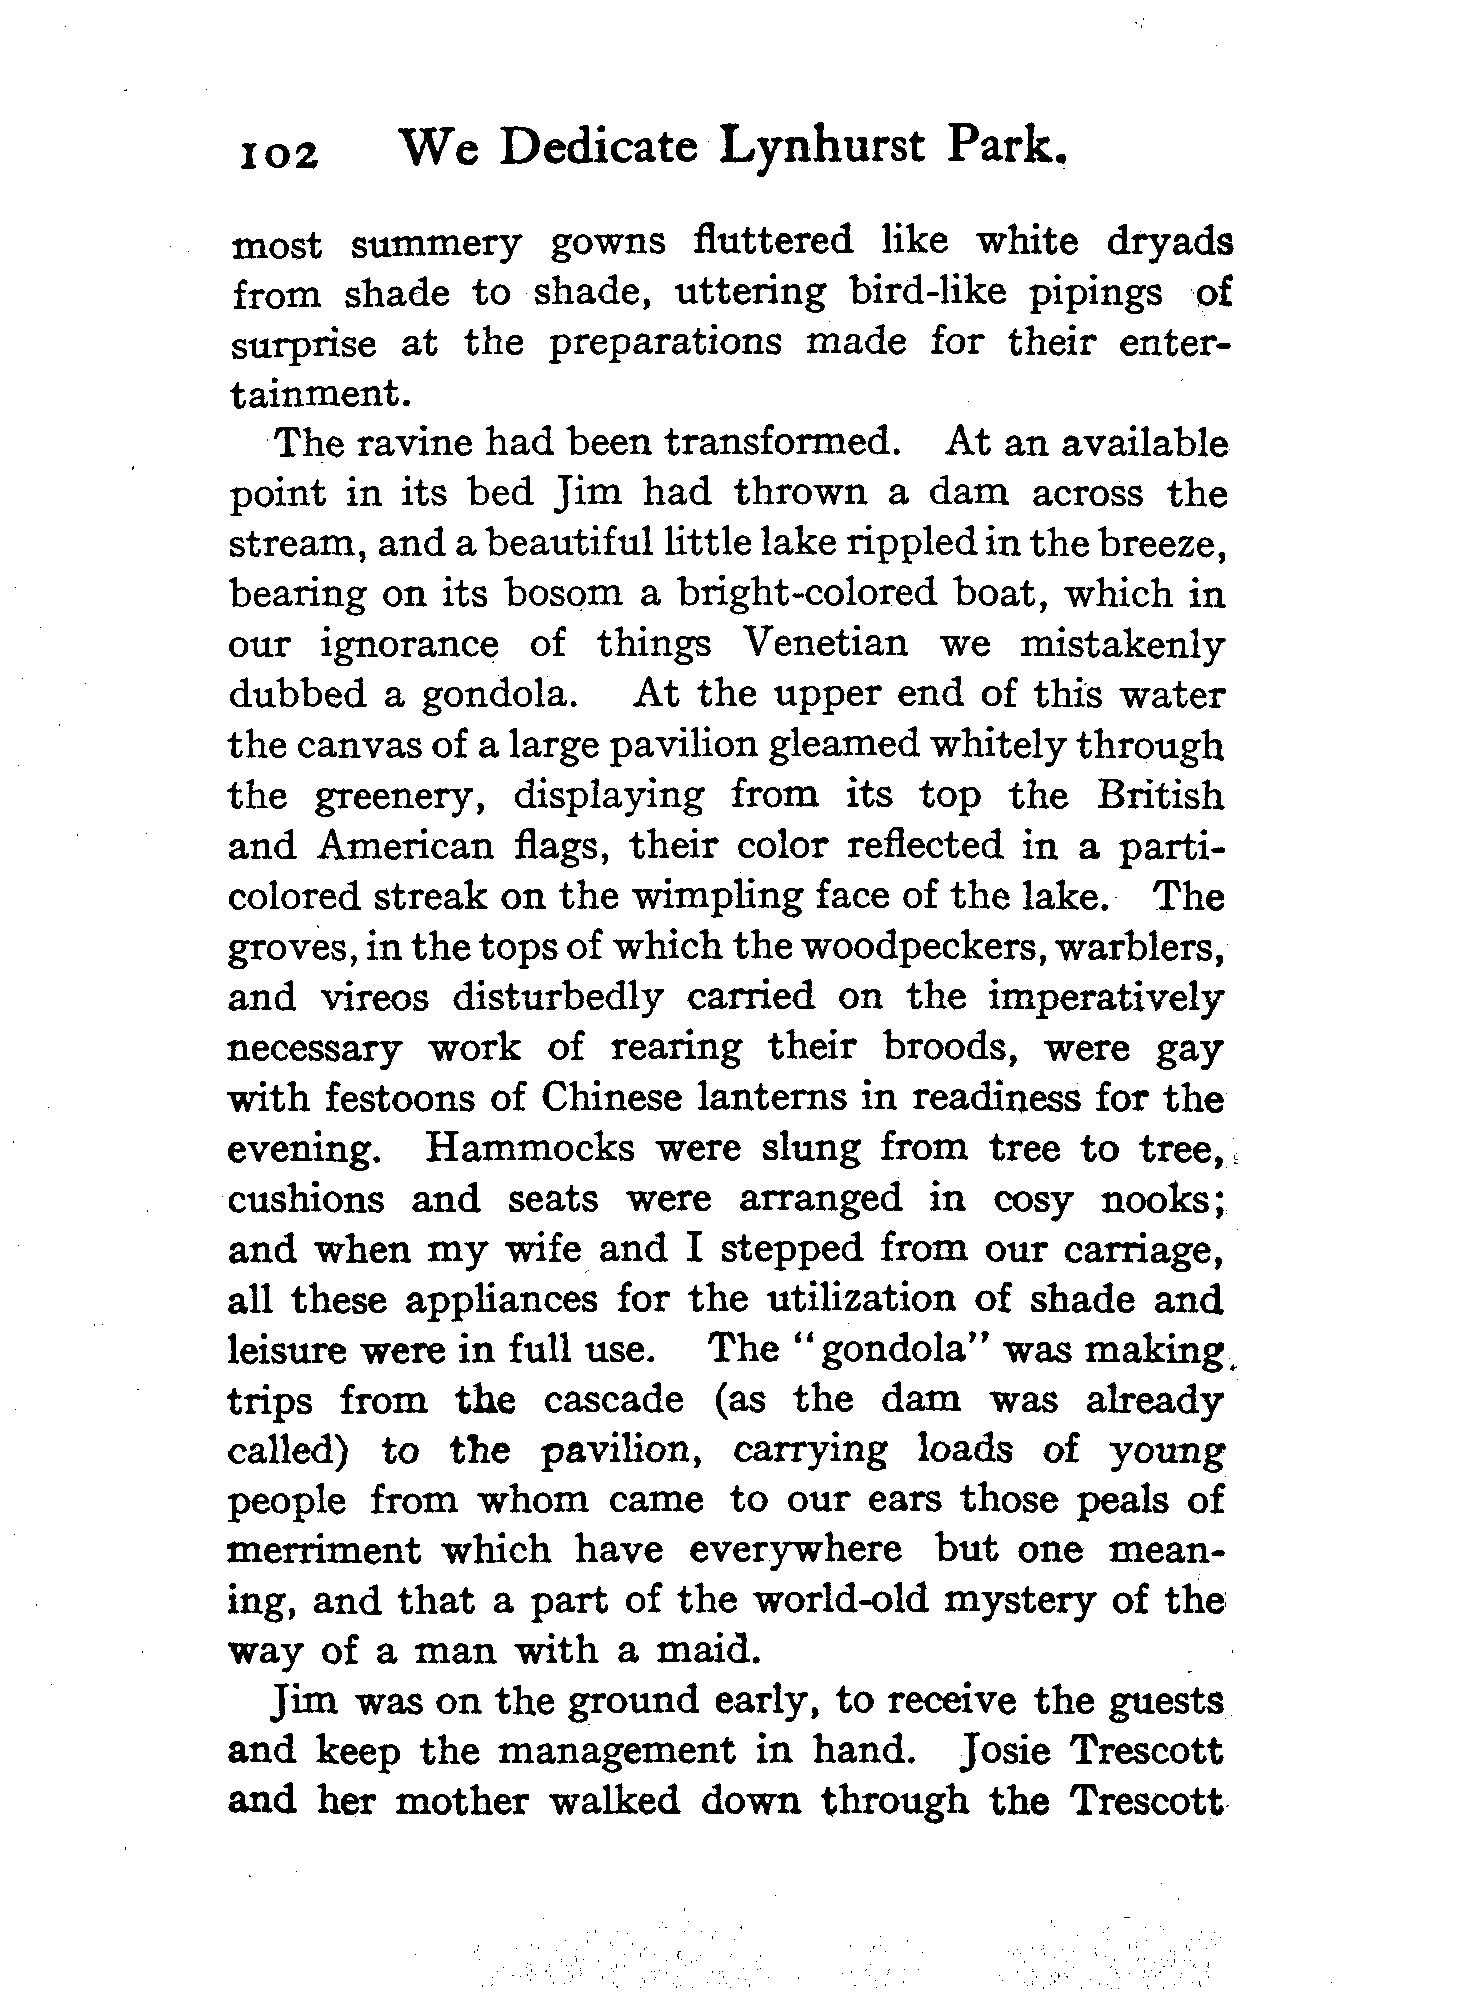 102 We Dedicate Lynhurst Park.
most summery gowns fluttered like white dryads
from shade to shade, uttering bird-like pipings of
surprise at the preparations made for their enter-
tainment.
The ravine had been transformed. At an available
point in its bed Jim had thrown a dam across the
stream, and a beautiful little lake rippled in the breeze,
bearing on its bosom a bright-colored boat, which in
our ignorance of things Venetian we mistakenly
dubbed a gondola. At the upper end of this water
the canvas of a large pavilion gleamed whitely through
the greenery, displaying from its top the British
and American flags, their color reflected in a parti-
colored streak on the wimpling face of the lake. The
groves, in the tops of which the woodpeckers, warblers,
and vireos disturbedly carried on the imperatively
necessary work of rearing their broods, were gay
with festoons of Chinese lanterns in readiness for the
evening. Hammocks were slung from tree to tree,
cushions and seats were arranged in cosy nooks;
and when my wife and I stepped from our carriage,
all these appliances for the utilization of shade and
leisure were in full use. The "gondola" was making
trips from the cascade (as the dam was already
called) to the pavilion, carrying loads of young
people from whom came to our ears those peals of
merriment which have everywhere but one mean-
ing, and that a part of the world-old mystery of the
way of a man with a maid.
Jim was on the ground early, to receive the guests
and keep the management in hand. Josie Trescott
and her mother walked down through the Trescott